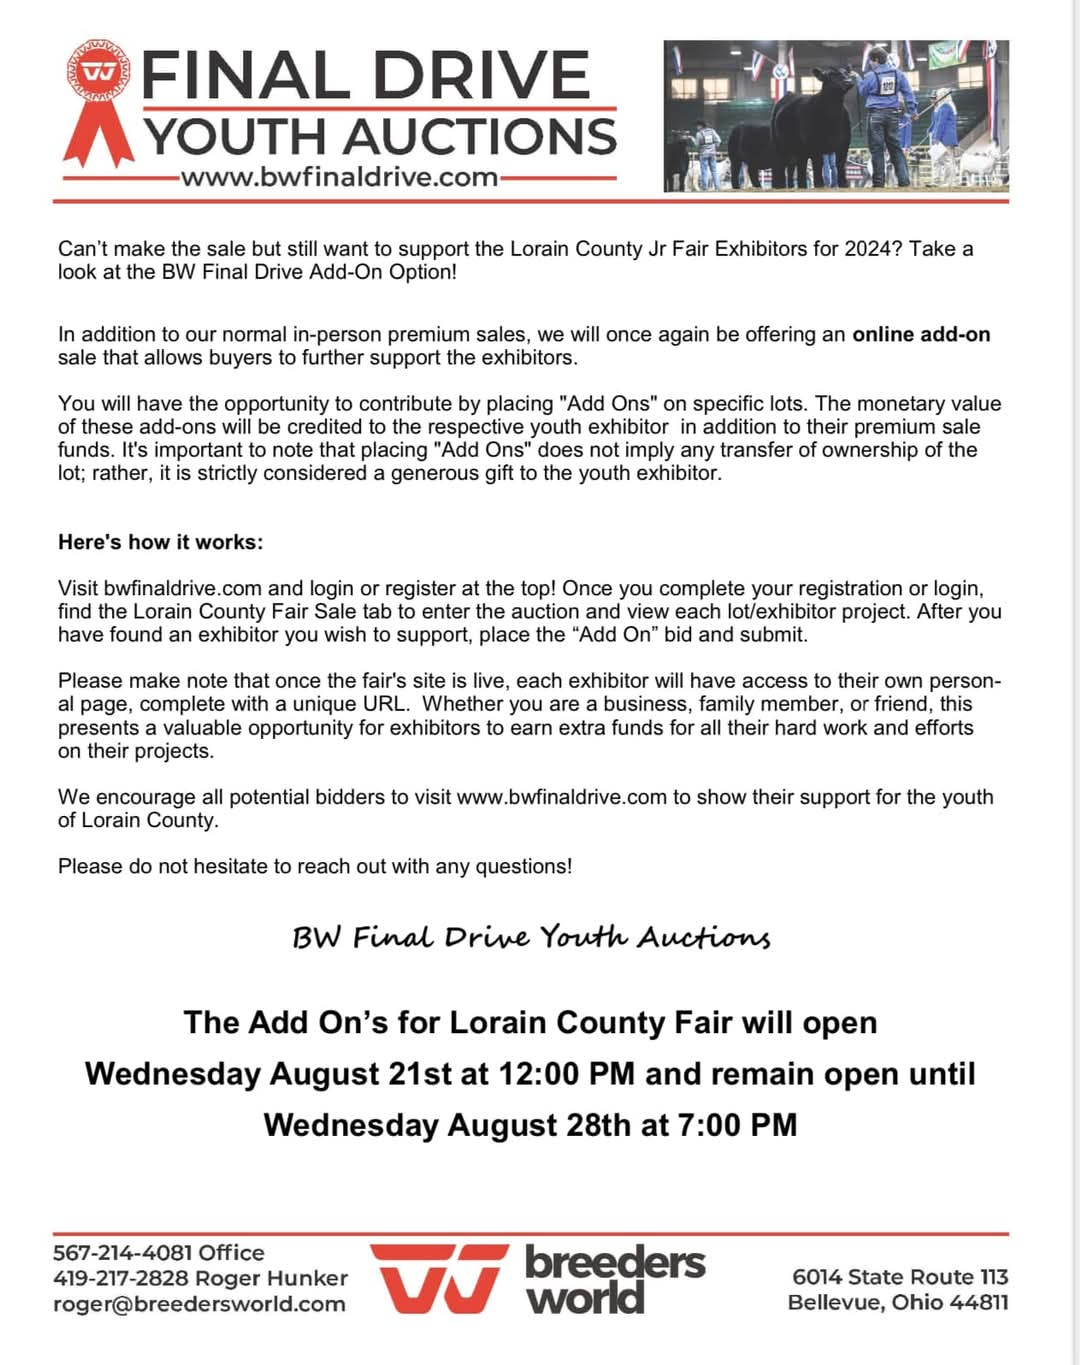 FINAL DRIVE
YOUTH AUCTIONS
www.bwfinaldrive.com
Can't make the sale but still want to support the Lorain County Jr Fair Exhibitors for 2024? Take a
look at the BW Final Drive Add-On Option!
In addition to our normal in-person premium sales, we will once again be offering an online add-on
sale that allows buyers to further support the exhibitors.
You will have the opportunity to contribute by placing "Add Ons" on specific lots. The monetary value
of these add-ons will be credited to the respective youth exhibitor  in addition to their premium sale
funds. It's important to note that placing "Add Ons" does not imply any transfer of ownership of the
lot; rather, it is strictly considered a generous gift to the youth exhibitor.
Here's how it works:
Visit bwfinaldrive.com and login or register at the top! Once you complete your registration or login,
find the Lorain County Fair Sale tab to enter the auction and view each lot/exhibitor project. After you
have found an exhibitor you wish to support, place the “Add On” bid and submit.
Please make note that once the fair's site is live, each exhibitor will have access to their own person-
al page, complete with a unique URL.  Whether you are a business, family member, or friend, this
presents a valuable opportunity for exhibitors to earn extra funds for all their hard work and efforts
on their projects.
We encourage all potential bidders to visit www.bwfinaldrive.com to show their support for the youth
of Lorain County.
Please do not hesitate to reach out with any questions!
BW Final Drive Youth Auctions
The Add On’s for Lorain County Fair will open
Wednesday August 21st at 12:00 PM and remain open until
Wednesday August 28th at 7:00 PM
567-214-4081 Office
419-217-2828 Roger Hunker
roger@breedersworld.com
breeders
world
6014 State Route 113
Bellevue, Ohio 44811